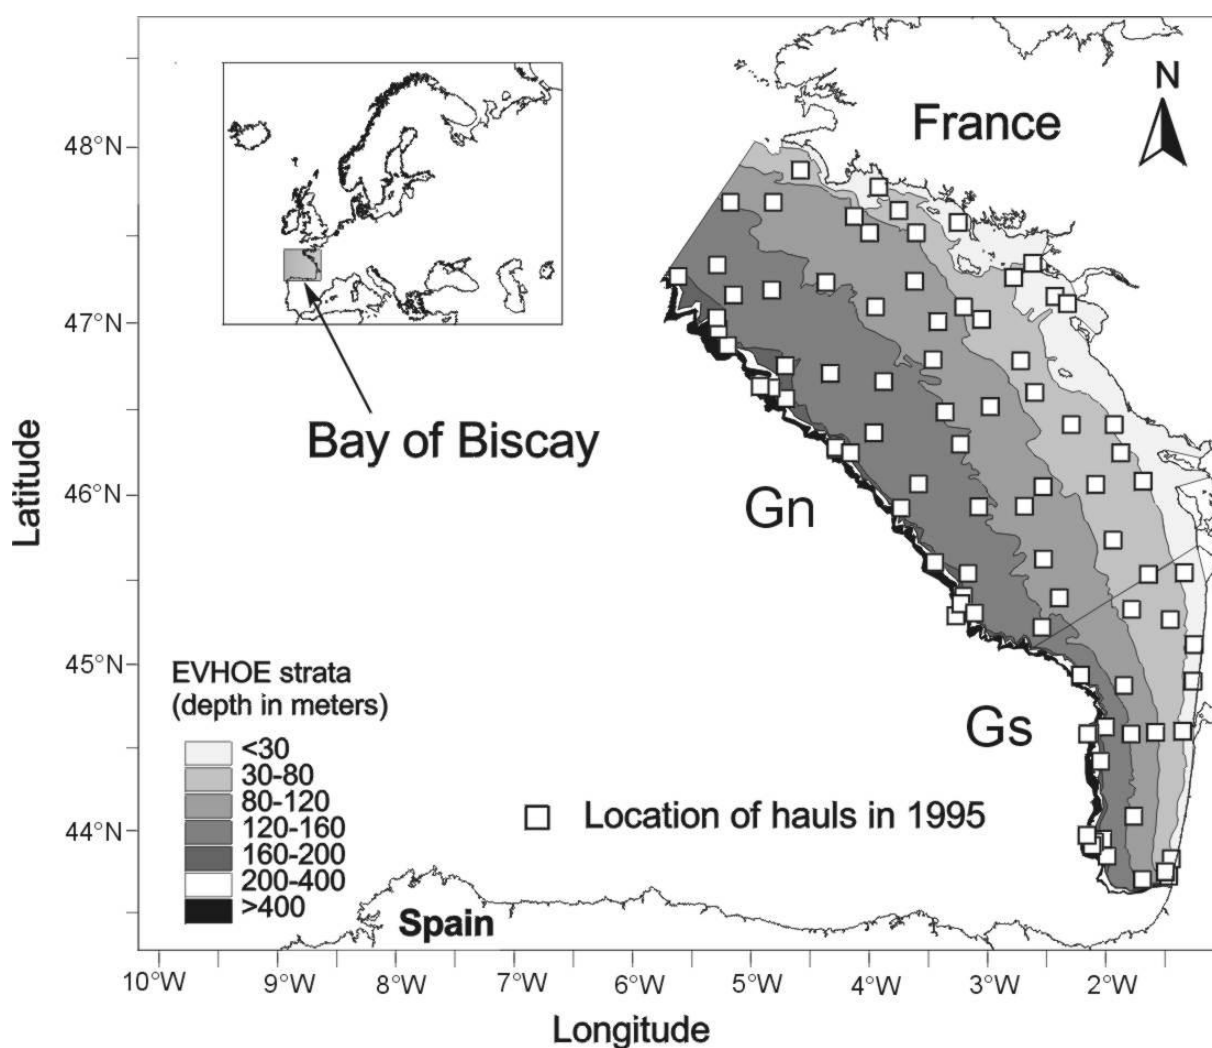 N
France
48°N
47°N
46°N
45°N
44°N
Latitude
Bay of Biscay
Gn
Gs
EVHOE strata
(depth in meters)
<30
30-80
80-120
120-160
160-200
200-400
>400
Location of hauls in 1995
Spain
10°W
9°W
8°W
7°W
6°W
5°W
4°W
3°W
2°W
Longitude